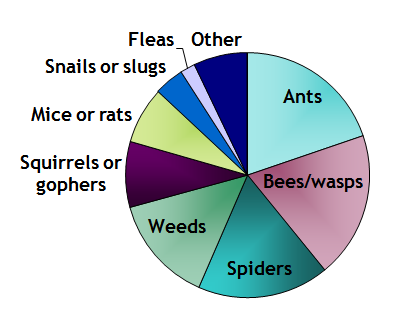 Fleas Other
Snails or slugs
Ants
Mice or rats
Squirrels or
gophers
Bees/wasps
Weeds
Spiders